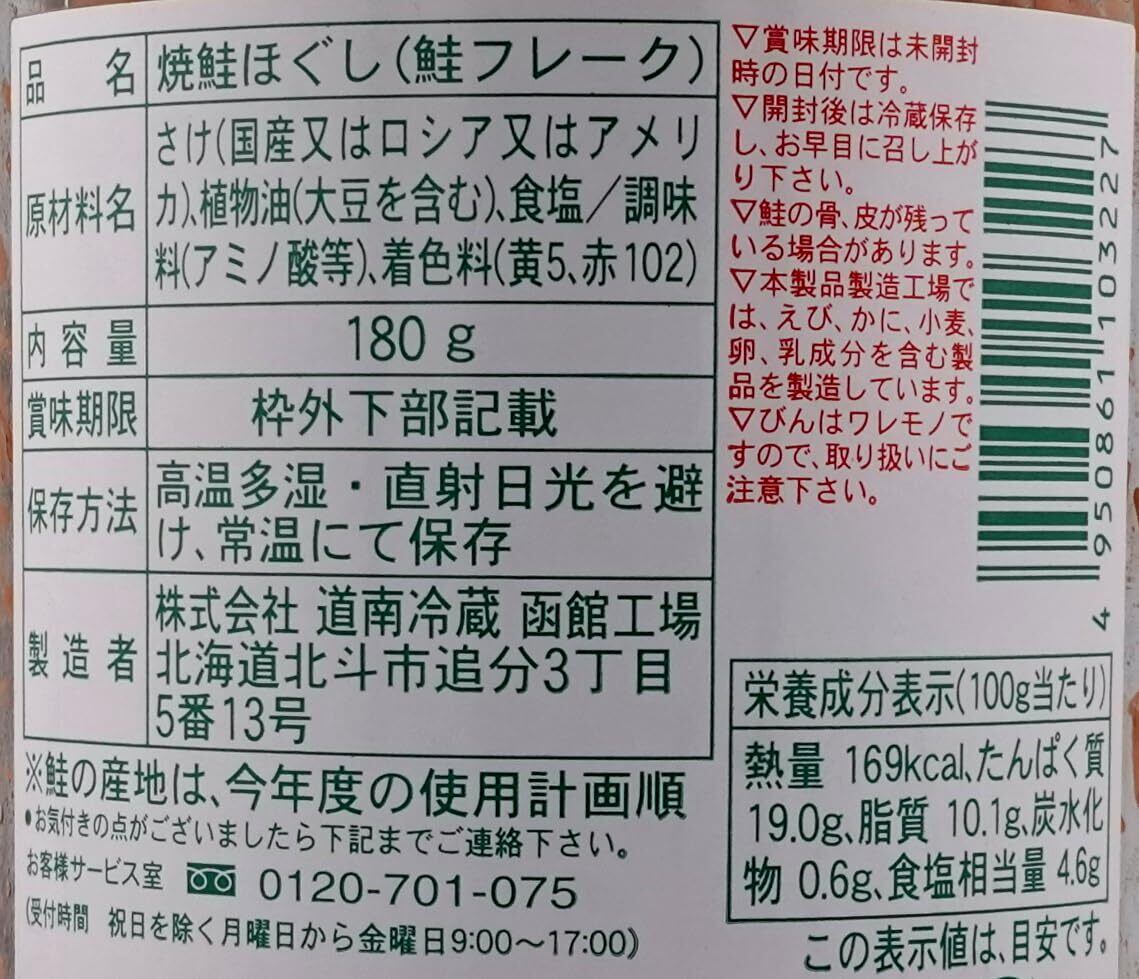 品名 焼鮭ほぐし(鮭フレーク)
原材料名 さけ(国産又はロシア又はアメリ
カ)、植物油(大豆を含む)、食塩/調味
料(アミノ酸等)、着色料(黄5、赤102)
内容量 180g
賞味期限 枠外下部記載
保存方法 高温多湿・直射日光を避
け、常温にて保存
製造者 株式会社 道南冷蔵 函館工場
北海道北斗市追分3丁目
5番13号
※鮭の産地は、今年度の使用計画順
•お気付きの点がございましたら下記までご連絡下さい。
お客様サービス室 0120-701-075
(受付時間 祝日を除く月曜日から金曜日9:00〜17:00)
▽賞味期限は未開封
時の日付です。
▽開封後は冷蔵保存
し、お早目に召し上が
り下さい。
▽鮭の骨、皮が残って
いる場合があります。
▽本製品製造工場で
は、えび、かに、小麦、
卵、乳成分を含む製
品を製造しています。
▽びんはワレモノで
すので、取り扱いにご
注意下さい。
4 950861 103227
栄養成分表示(100g当たり)
熱量 169kcal、たんぱく質
19.0g、脂質 10.1g、炭水化
物 0.6g、食塩相当量 4.6g
この表示値は、目安です。